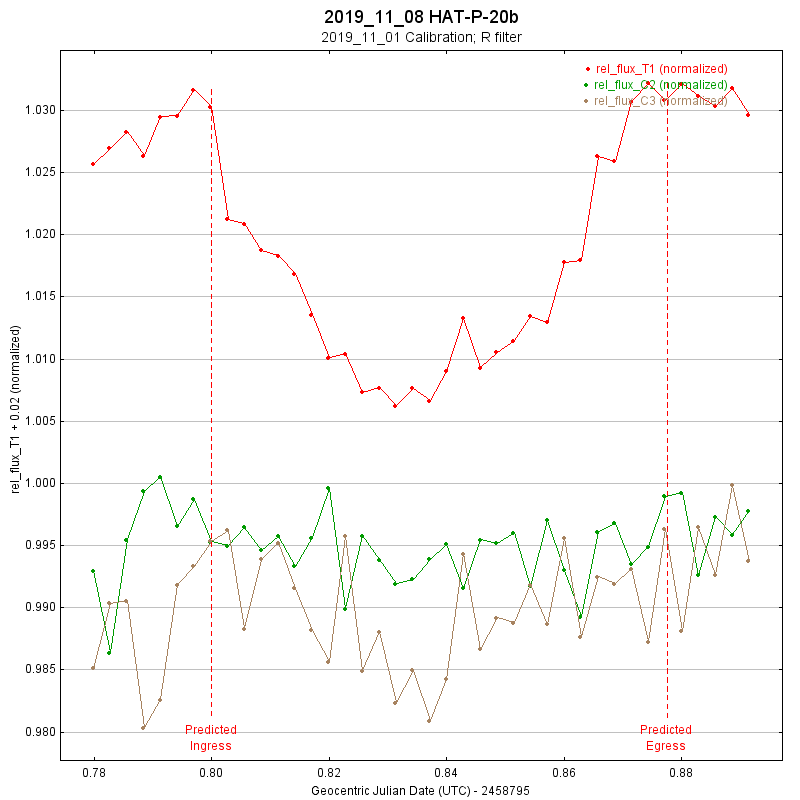 2019_11_08 HAT-P-20b
2019_11_01 Calibration; R filter
rel_flux_T1 (normalized)
rel_flux_C2 (normalized)
rel_flux_C3 (normalized)
1.030
1.025
1.020
1.015
1.010
1.005
1.000
0.995
0.990
0.985
0.980
rel_flux_T1 + 0.02 (normalized)
Predicted
Ingress
Predicted
Egress
0.78 0.80 0.82 0.84 0.86 0.88
Geocentric Julian Date (UTC) - 2458795